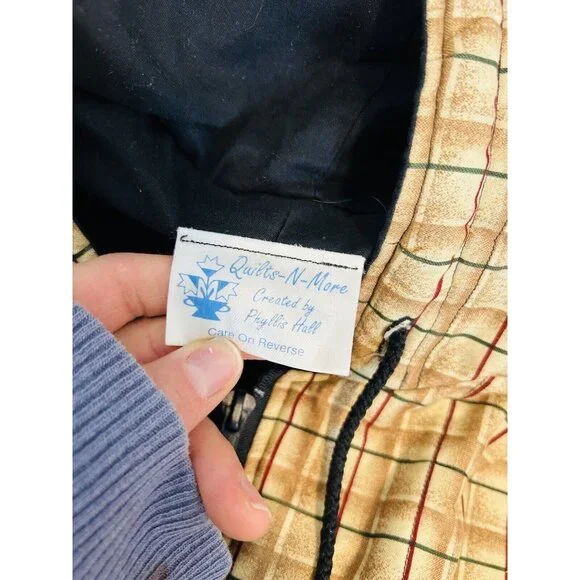 Quilts-N-More
Created by
Phyllis Hall
Care On Reverse